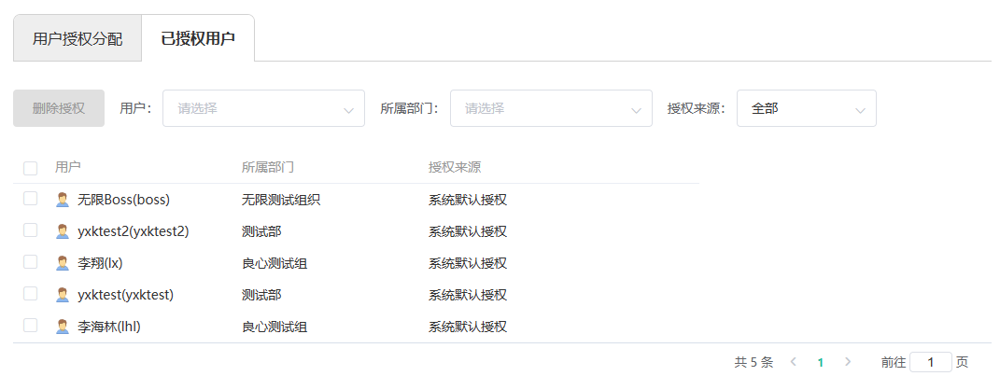 用户授权分配 已授权用户
删除授权 用户： 请选择 所属部门： 请选择 授权来源： 全部
用户 所属部门 授权来源
无限Boss(boss) 无限测试组织 系统默认授权
yxktest2(yxktest2) 测试部 系统默认授权
李翔(lx) 良心测试组 系统默认授权
yxktest(yxktest) 测试部 系统默认授权
李海林(lhl) 良心测试组 系统默认授权
共 5 条 1 前往 1 页